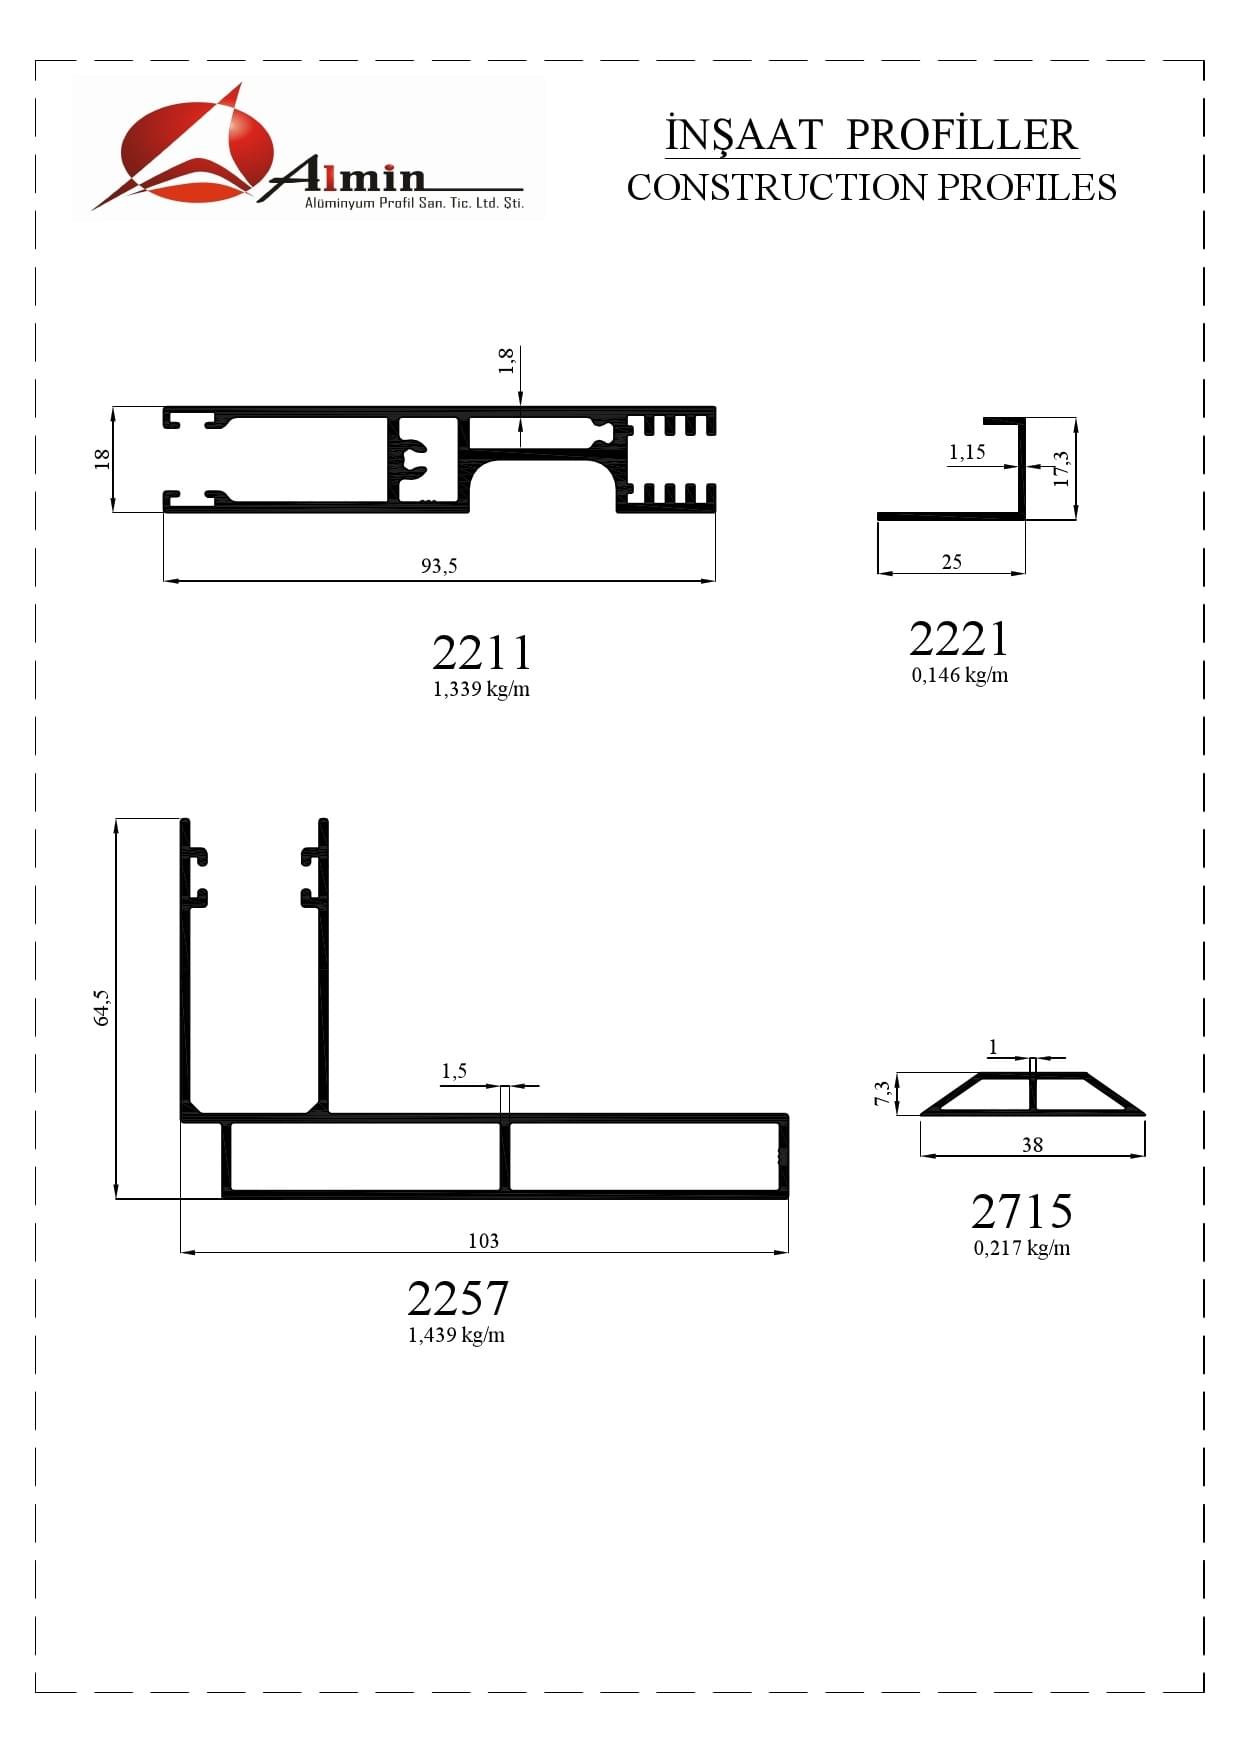 Almin
Alüminyum Profil San. Tic. Ltd. Şti.
İNŞAAT PROFİLLER
CONSTRUCTION PROFILES
1,8
18
93,5
2211
1,339 kg/m
1,15
17,3
25
2221
0,146 kg/m
64,5
1,5
103
2257
1,439 kg/m
1
7,3
38
2715
0,217 kg/m